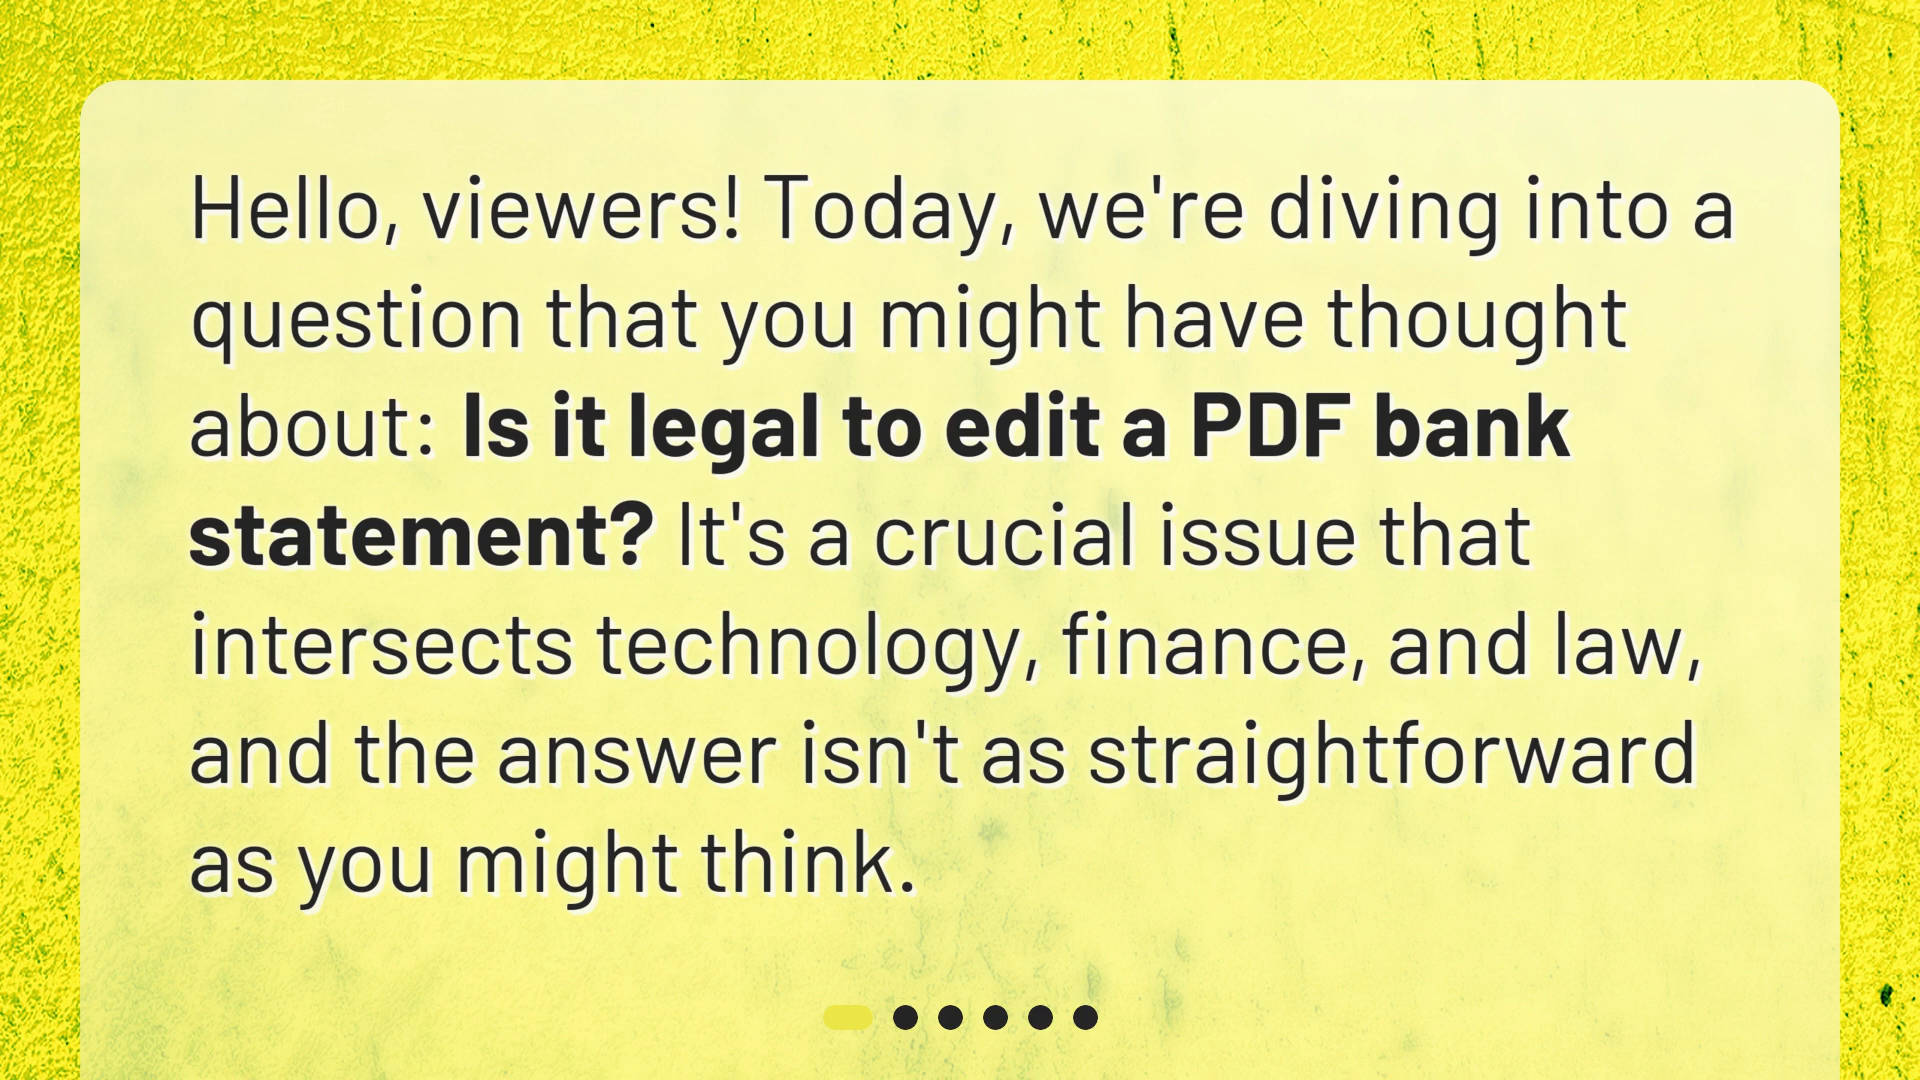 Hello, viewers! Today, we're diving into a
question that you might have thought
about: Is it legal to edit a PDF bank
statement? It's a crucial issue that
intersects technology, finance, and law,
and the answer isn't as straightforward
as you might think.